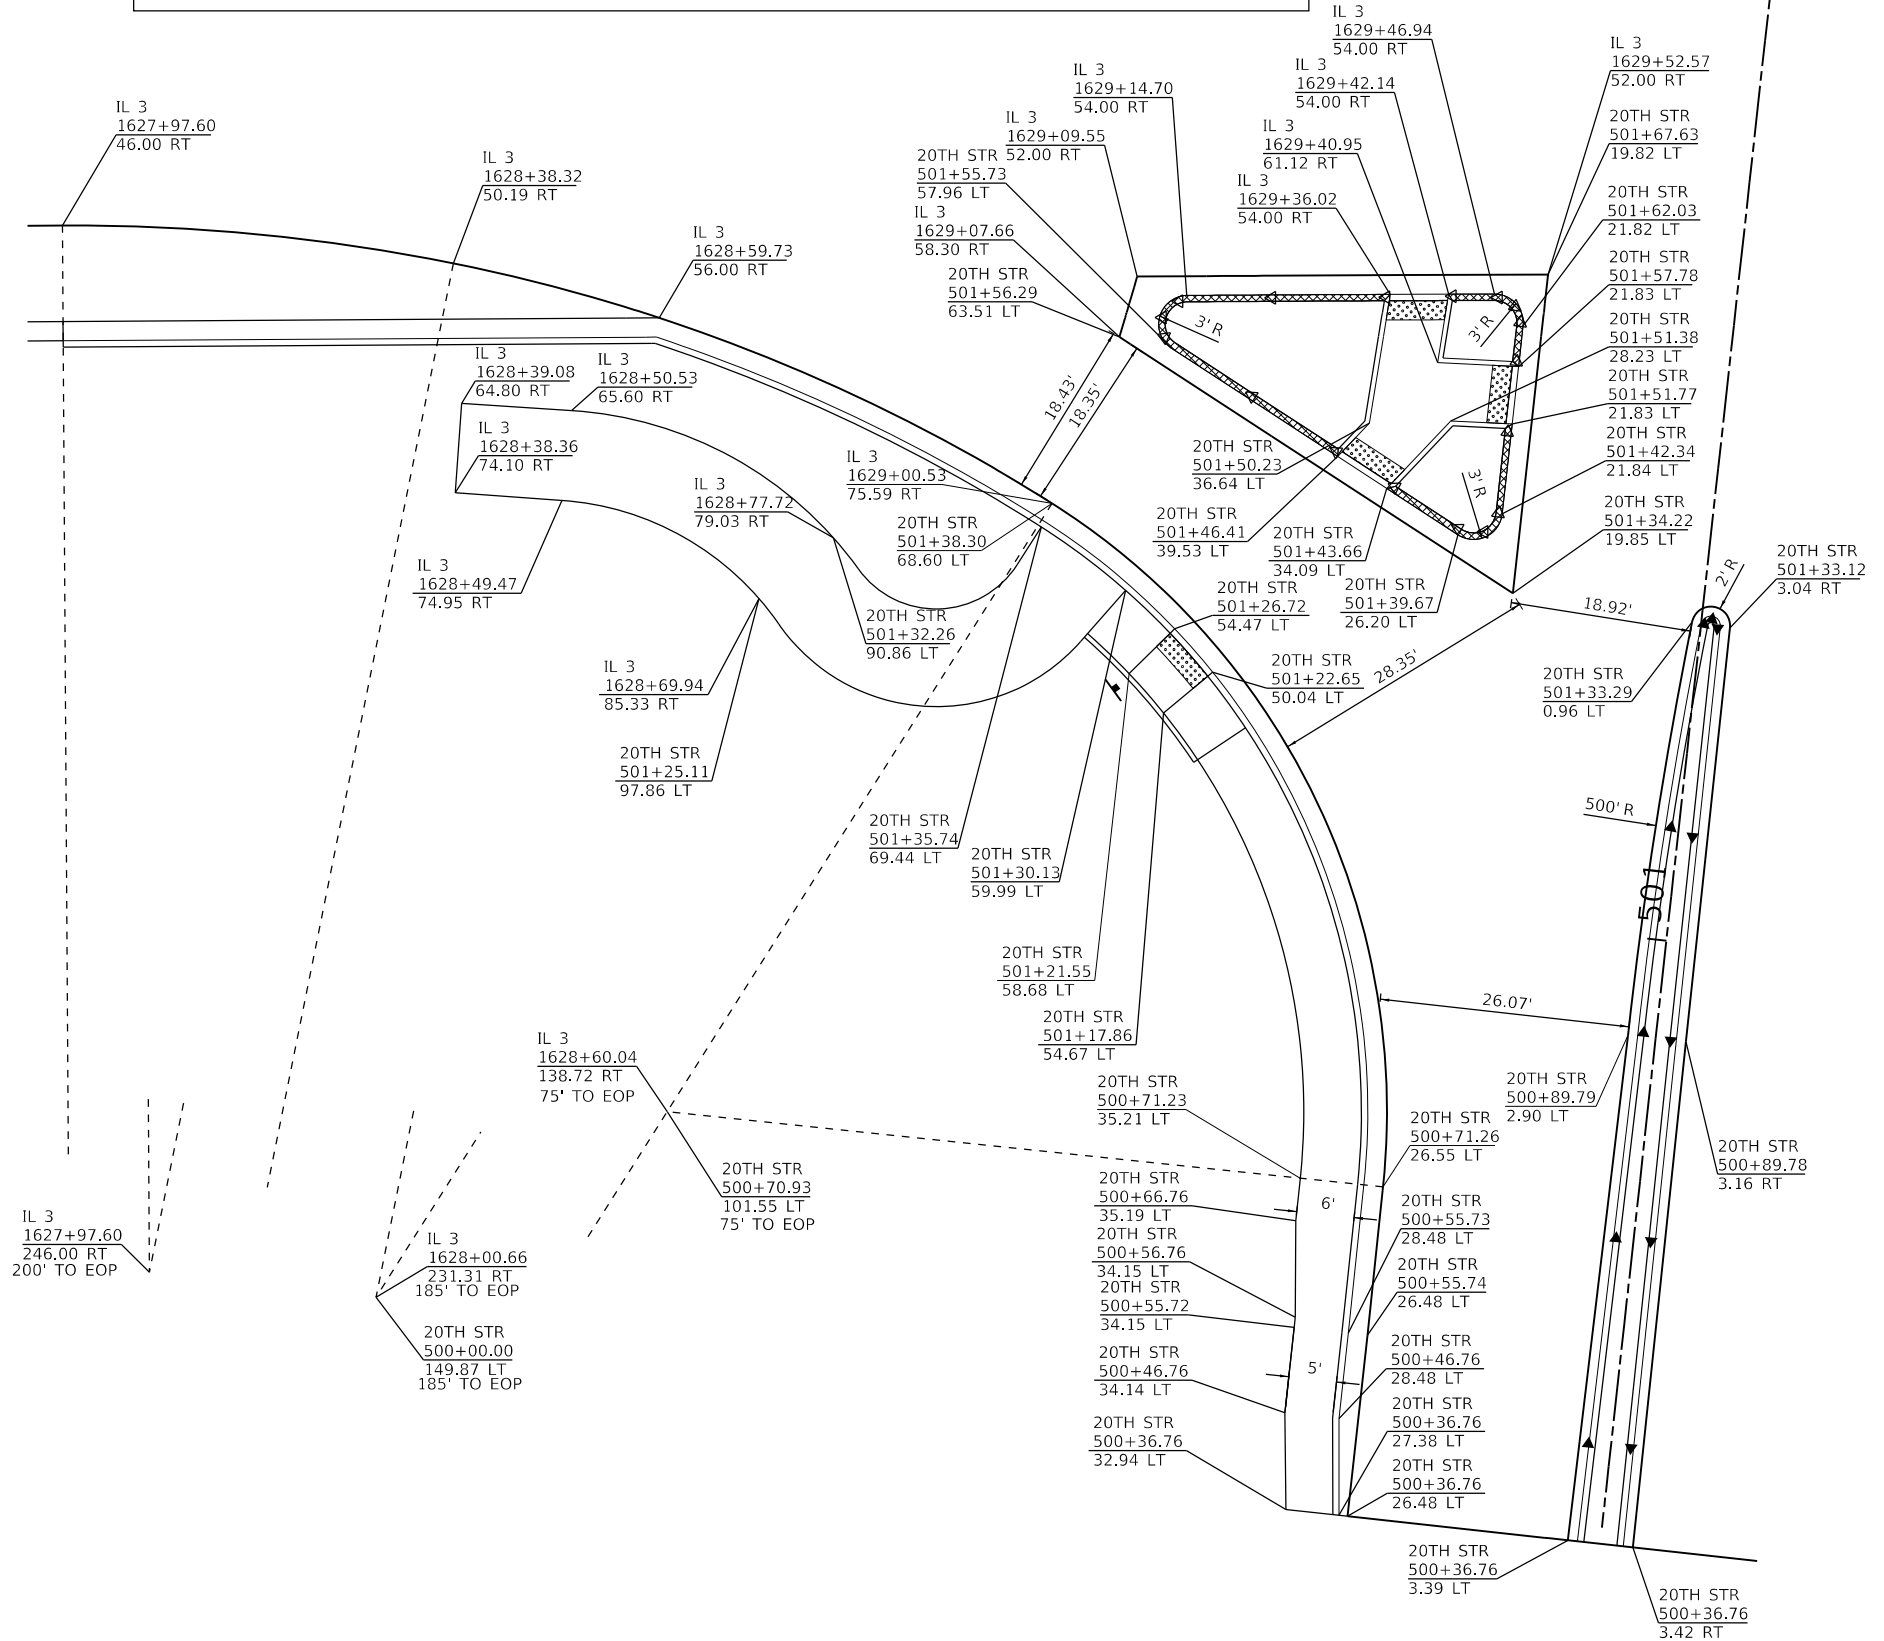 IL 3
1629+46.94
54.00 RT
IL 3
1629+52.57
52.00 RT
IL 3
1629+42.14
54.00 RT
IL 3
1629+14.70
54.00 RT
IL 3
1627+97.60
46.00 RT
IL 3
1629+09.55
52.00 RT
20TH STR
501+67.63
19.82 LT
IL 3
1629+40.95
61.12 RT
20TH STR
501+55.73
57.96 LT
IL 3
1628+38.32
50.19 RT
IL 3
1629+36.02
54.00 RT
20TH STR
501+62.03
21.82 LT
IL 3
1629+07.66
58.30 RT
IL 3
1628+59.73
56.00 RT
20TH STR
501+57.78
21.83 LT
20TH STR
501+56.29
63.51 LT
20TH STR
501+51.38
28.23 LT
3' R
3' R
IL 3
1628+39.08
64.80 RT
IL 3
1628+50.53
65.60 RT
20TH STR
501+51.77
21.83 LT
18.43'
18.35'
IL 3
1628+38.36
74.10 RT
20TH STR
501+42.34
21.84 LT
20TH STR
501+50.23
36.64 LT
IL 3
1629+00.53
75.59 RT
3' R
IL 3
1628+77.72
79.03 RT
20TH STR
501+34.22
19.85 LT
20TH STR
501+46.41
39.53 LT
20TH STR
501+38.30
68.60 LT
20TH STR
501+43.66
34.09 LT
20TH STR
501+33.12
3.04 RT
IL 3
1628+49.47
74.95 RT
2' R
20TH STR
501+26.72
54.47 LT
20TH STR
501+39.67
26.20 LT
18.92'
20TH STR
501+32.26
90.86 LT
20TH STR
501+22.65
50.04 LT
28.35'
20TH STR
501+33.29
0.96 LT
IL 3
1628+69.94
85.33 RT
20TH STR
501+25.11
97.86 LT
500' R
20TH STR
501+35.74
69.44 LT
20TH STR
501+30.13
59.99 LT
501
20TH STR
501+21.55
58.68 LT
26.07'
20TH STR
501+17.86
54.67 LT
IL 3
1628+60.04
138.72 RT
75' TO EOP
20TH STR
500+71.23
35.21 LT
20TH STR
500+89.79
2.90 LT
20TH STR
500+71.26
26.55 LT
20TH STR
500+89.78
3.16 RT
20TH STR
500+70.93
101.55 LT
75' TO EOP
20TH STR
500+66.76
35.19 LT
6'
20TH STR
500+55.73
28.48 LT
IL 3
1627+97.60
246.00 RT
200' TO EOP
IL 3
1628+00.66
231.31 RT
185' TO EOP
20TH STR
500+56.76
34.15 LT
20TH STR
500+55.74
26.48 LT
20TH STR
500+55.72
34.15 LT
20TH STR
500+00.00
149.87 LT
185' TO EOP
20TH STR
500+46.76
34.14 LT
5'
20TH STR
500+46.76
28.48 LT
20TH STR
500+36.76
27.38 LT
20TH STR
500+36.76
32.94 LT
20TH STR
500+36.76
26.48 LT
20TH STR
500+36.76
3.39 LT
20TH STR
500+36.76
3.42 RT